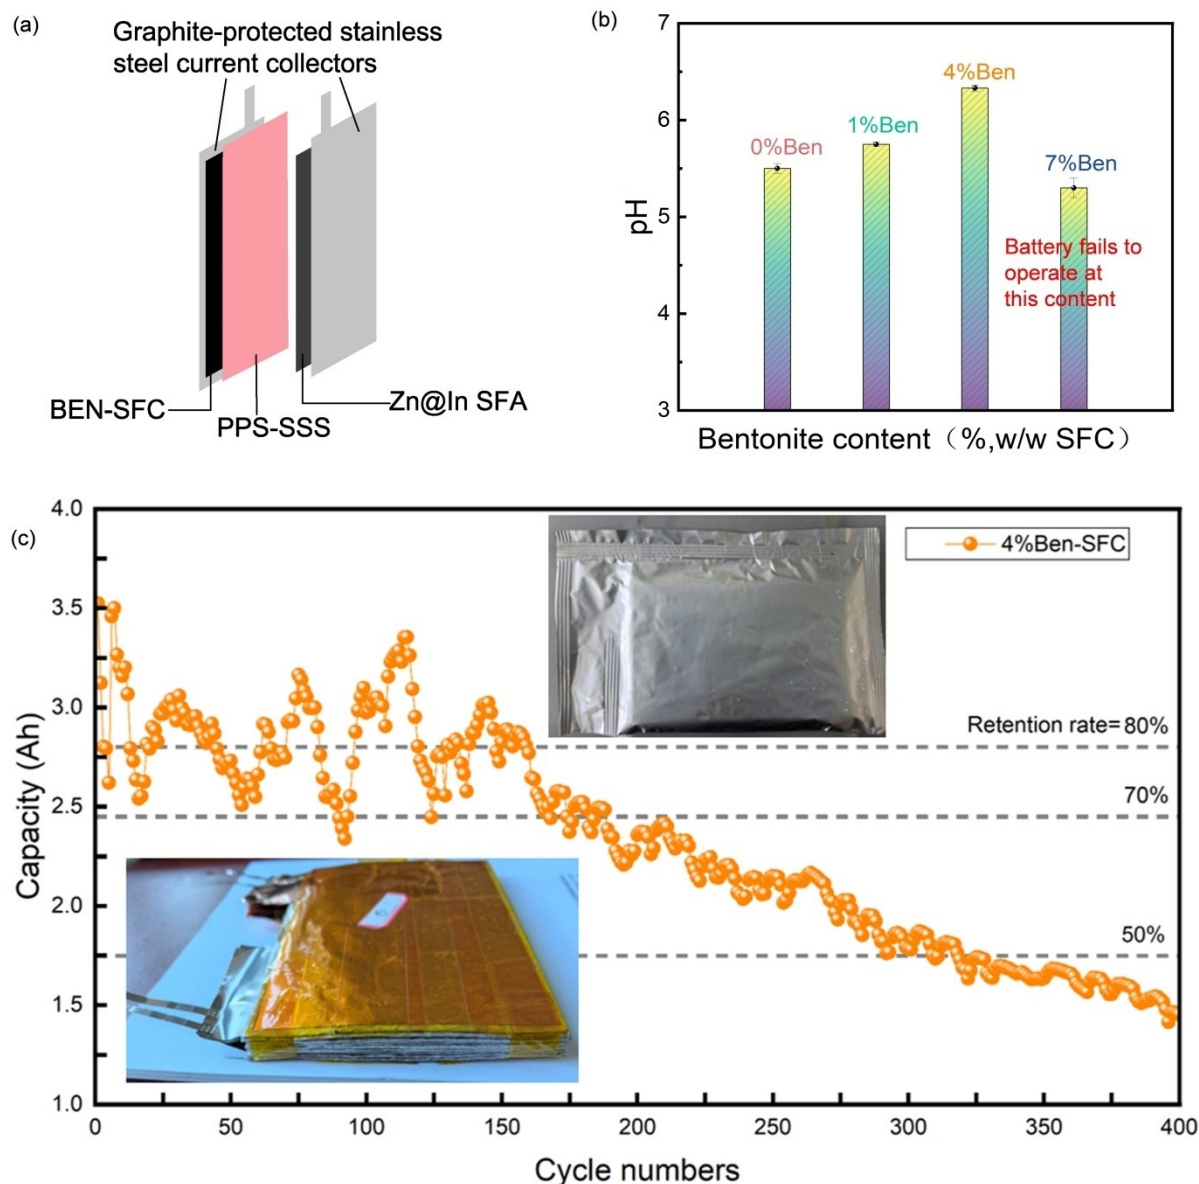 (a)
Graphite-protected stainless
steel current collectors
BEN-SFC
PPS-SSS
Zn@In SFA
(b)
7
6
5
4
3
pH
0%Ben
1%Ben
4%Ben
7%Ben
Battery fails to
operate at
this content
Bentonite content（%,w/w SFC）
(c)
4.0
3.5
3.0
2.5
2.0
1.5
1.0
Capacity (Ah)
4%Ben-SFC
Retention rate= 80%
70%
50%
0
50
100
150
200
250
300
350
400
Cycle numbers